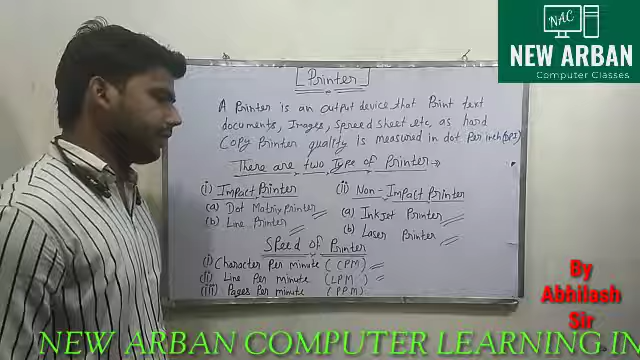 NAC
NEW ARBAN
Computer Classes
Printer
A Printer is an output device that Print text
documents, Images, Spreed Sheet etc, as hard
Copy Printer quality is measured in dot Per inch (DPI)
There are two Type of Printer
(i) Impact Printer
(a) Dot Matrix Printer
(b) Line Printer
(ii) Non-Impact Printer
(a) Inkjet Printer
(b) Laser Printer
Speed of Printer
(i) Character Per minute (CPM)
(ii) Line Per minute (LPM)
(iii) Pages Per minute (PPM)
By
Abhilash
Sir
NEW ARBAN COMPUTER LEARNING IN